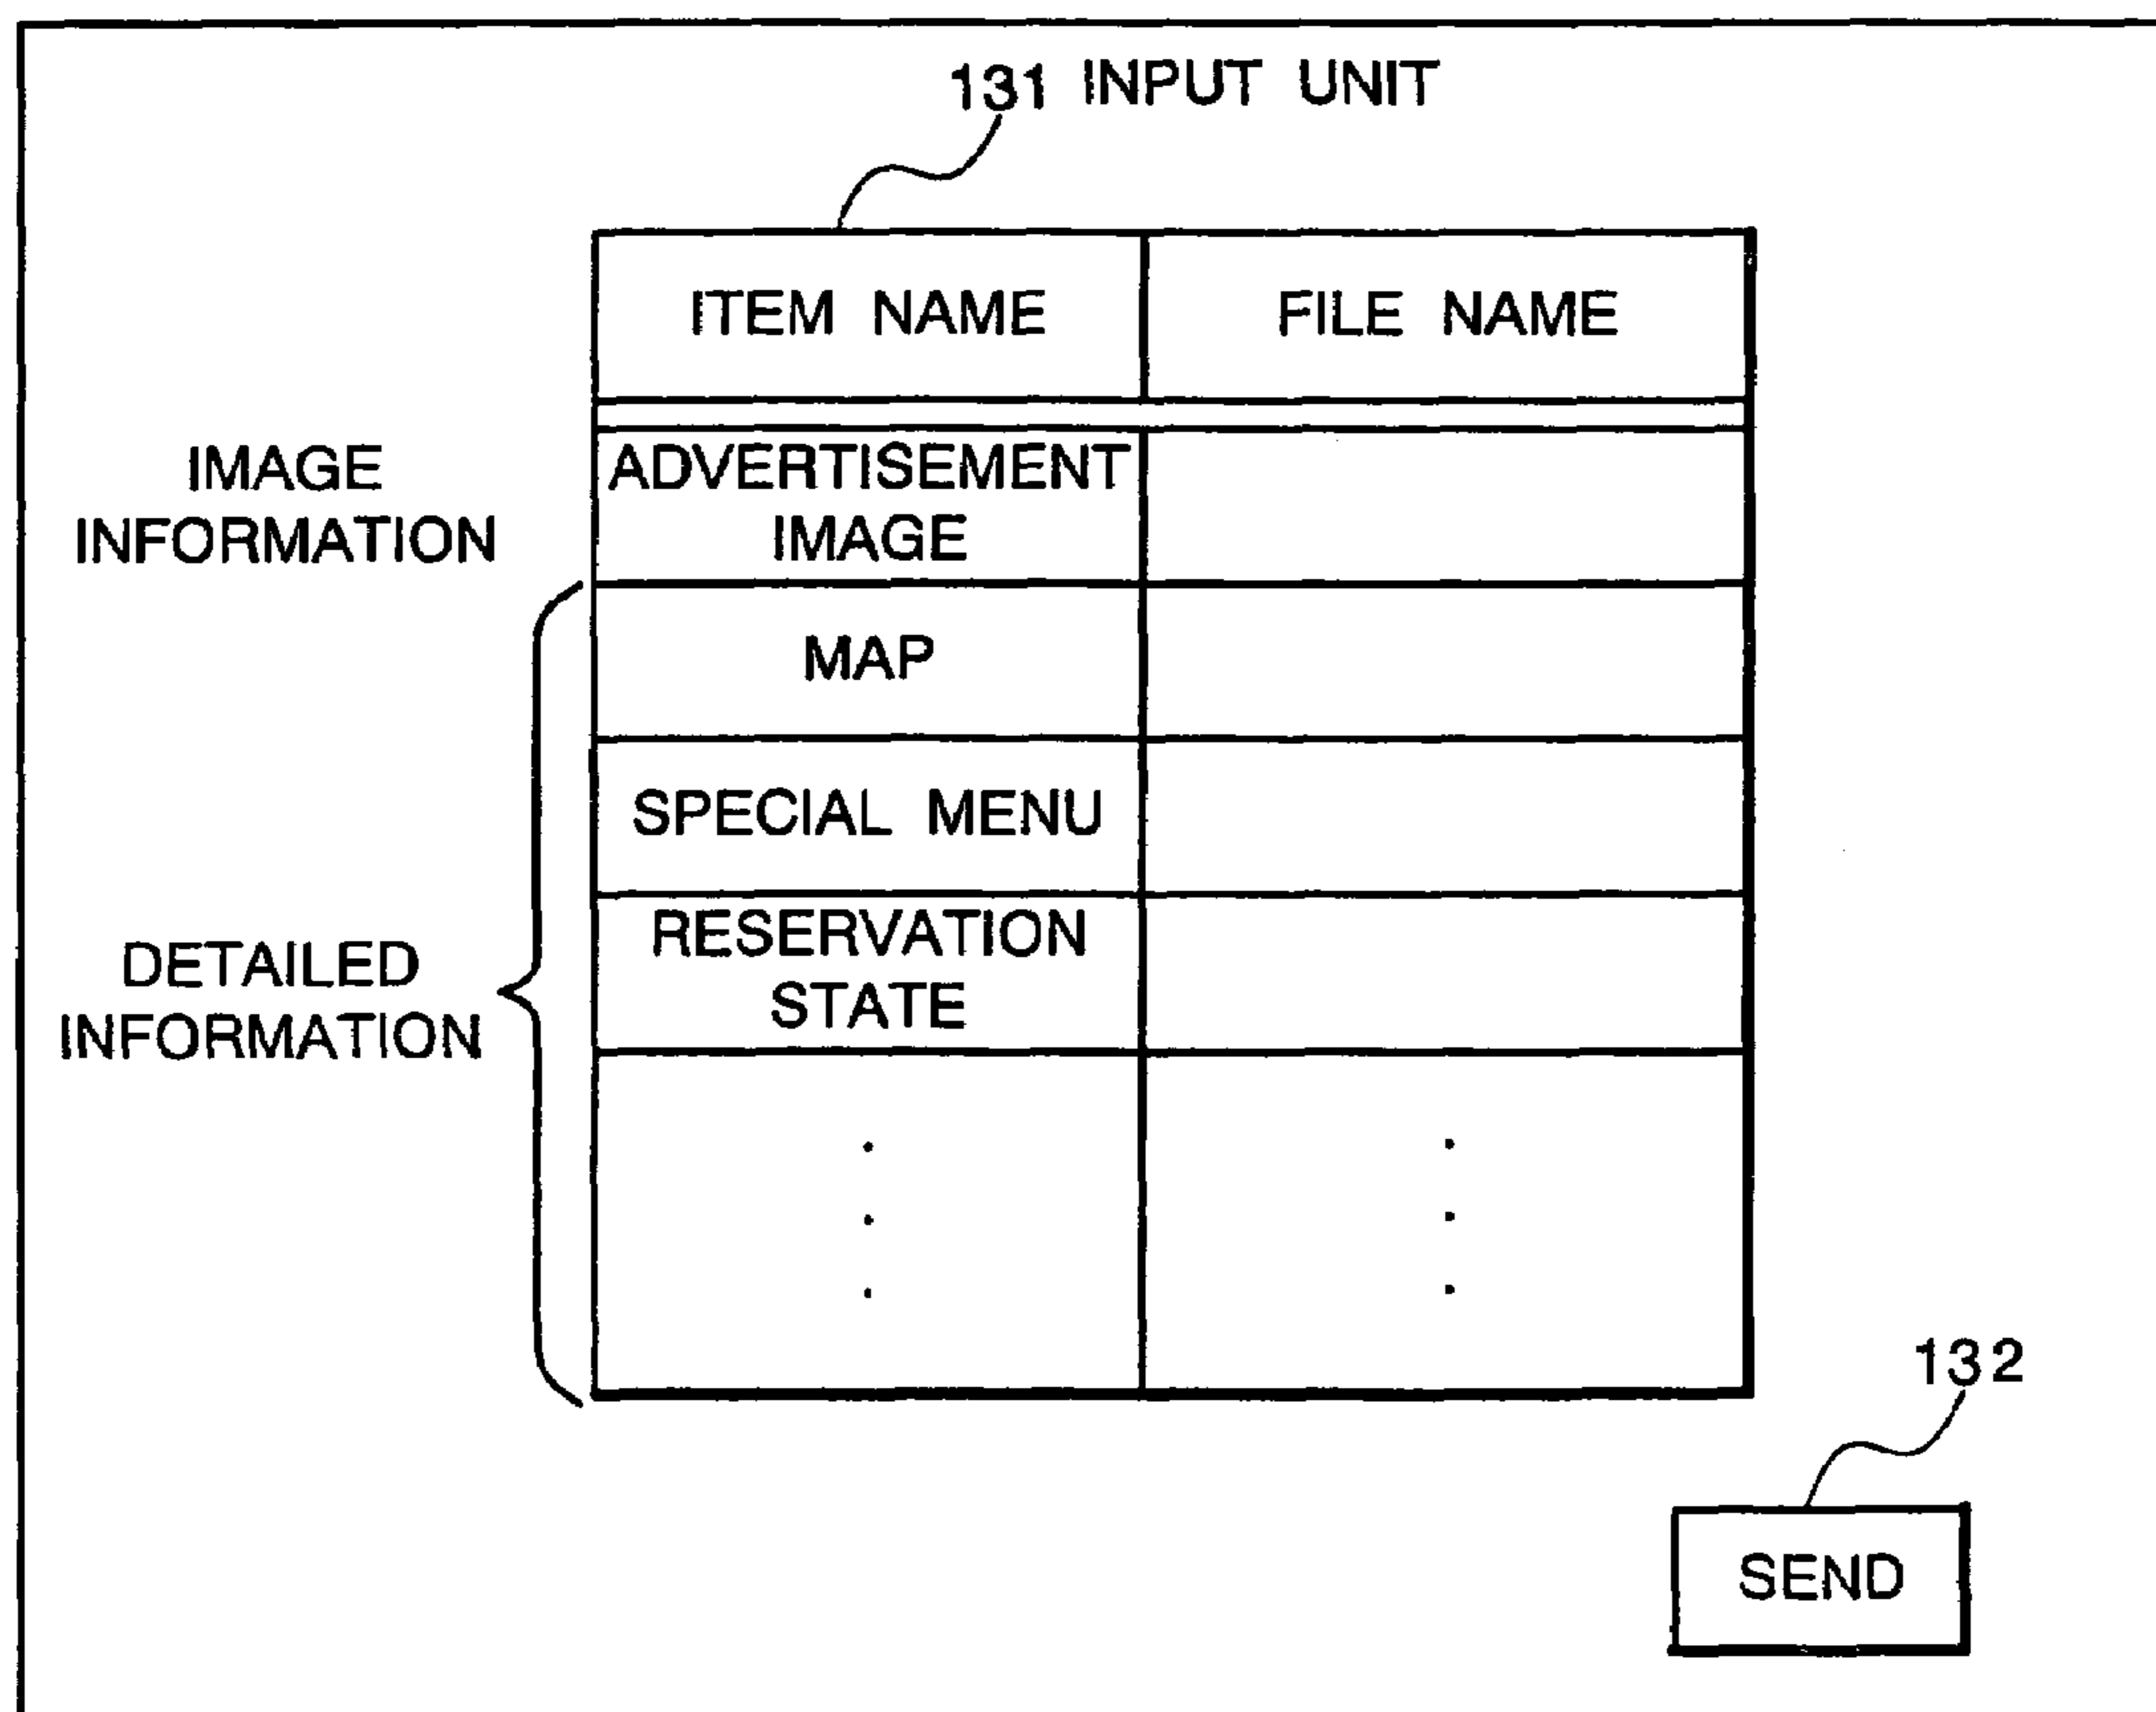 131 INPUT UNIT
ITEM NAME
FILE NAME
IMAGE
INFORMATION
ADVERTISEMENT
IMAGE
MAP
SPECIAL MENU
RESERVATION
STATE
DETAILED
INFORMATION
132
SEND